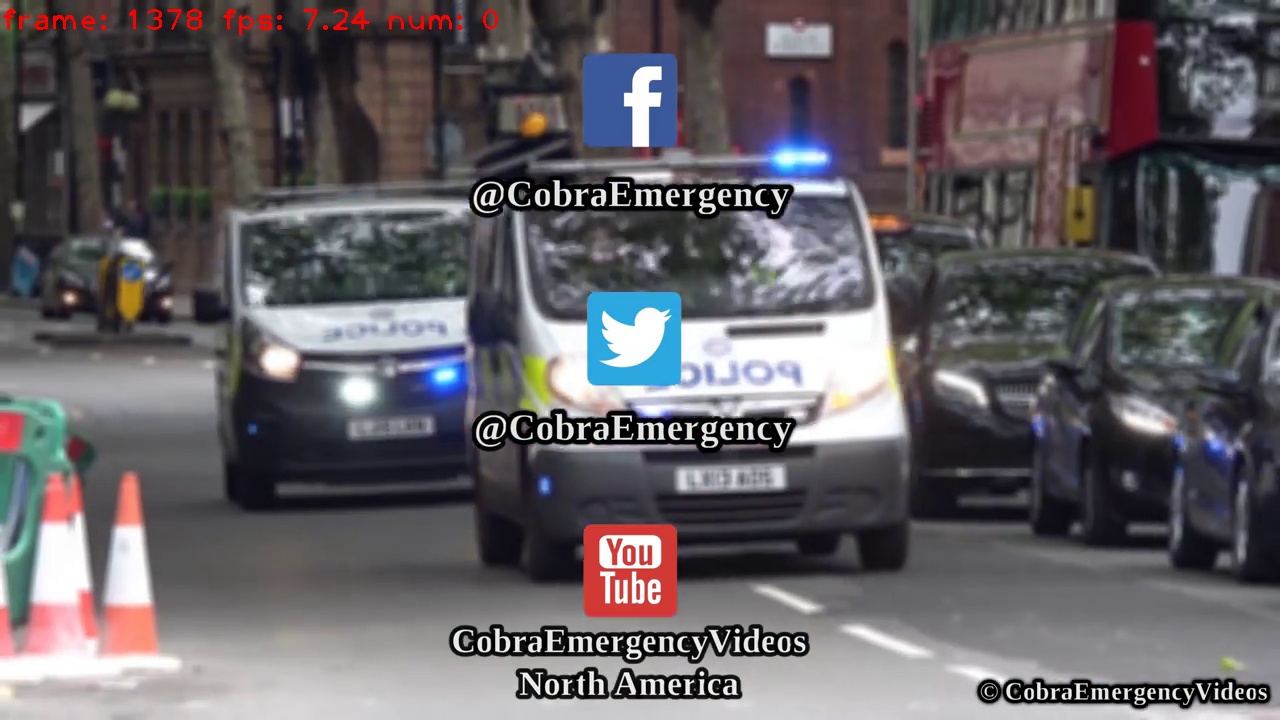 frame: 1378 fps: 7.24 num: 0
f
@CobraEmergency
POLICE
POLICE
@CobraEmergency
You
Tube
CobraEmergencyVideos
North America
© CobraEmergencyVideos